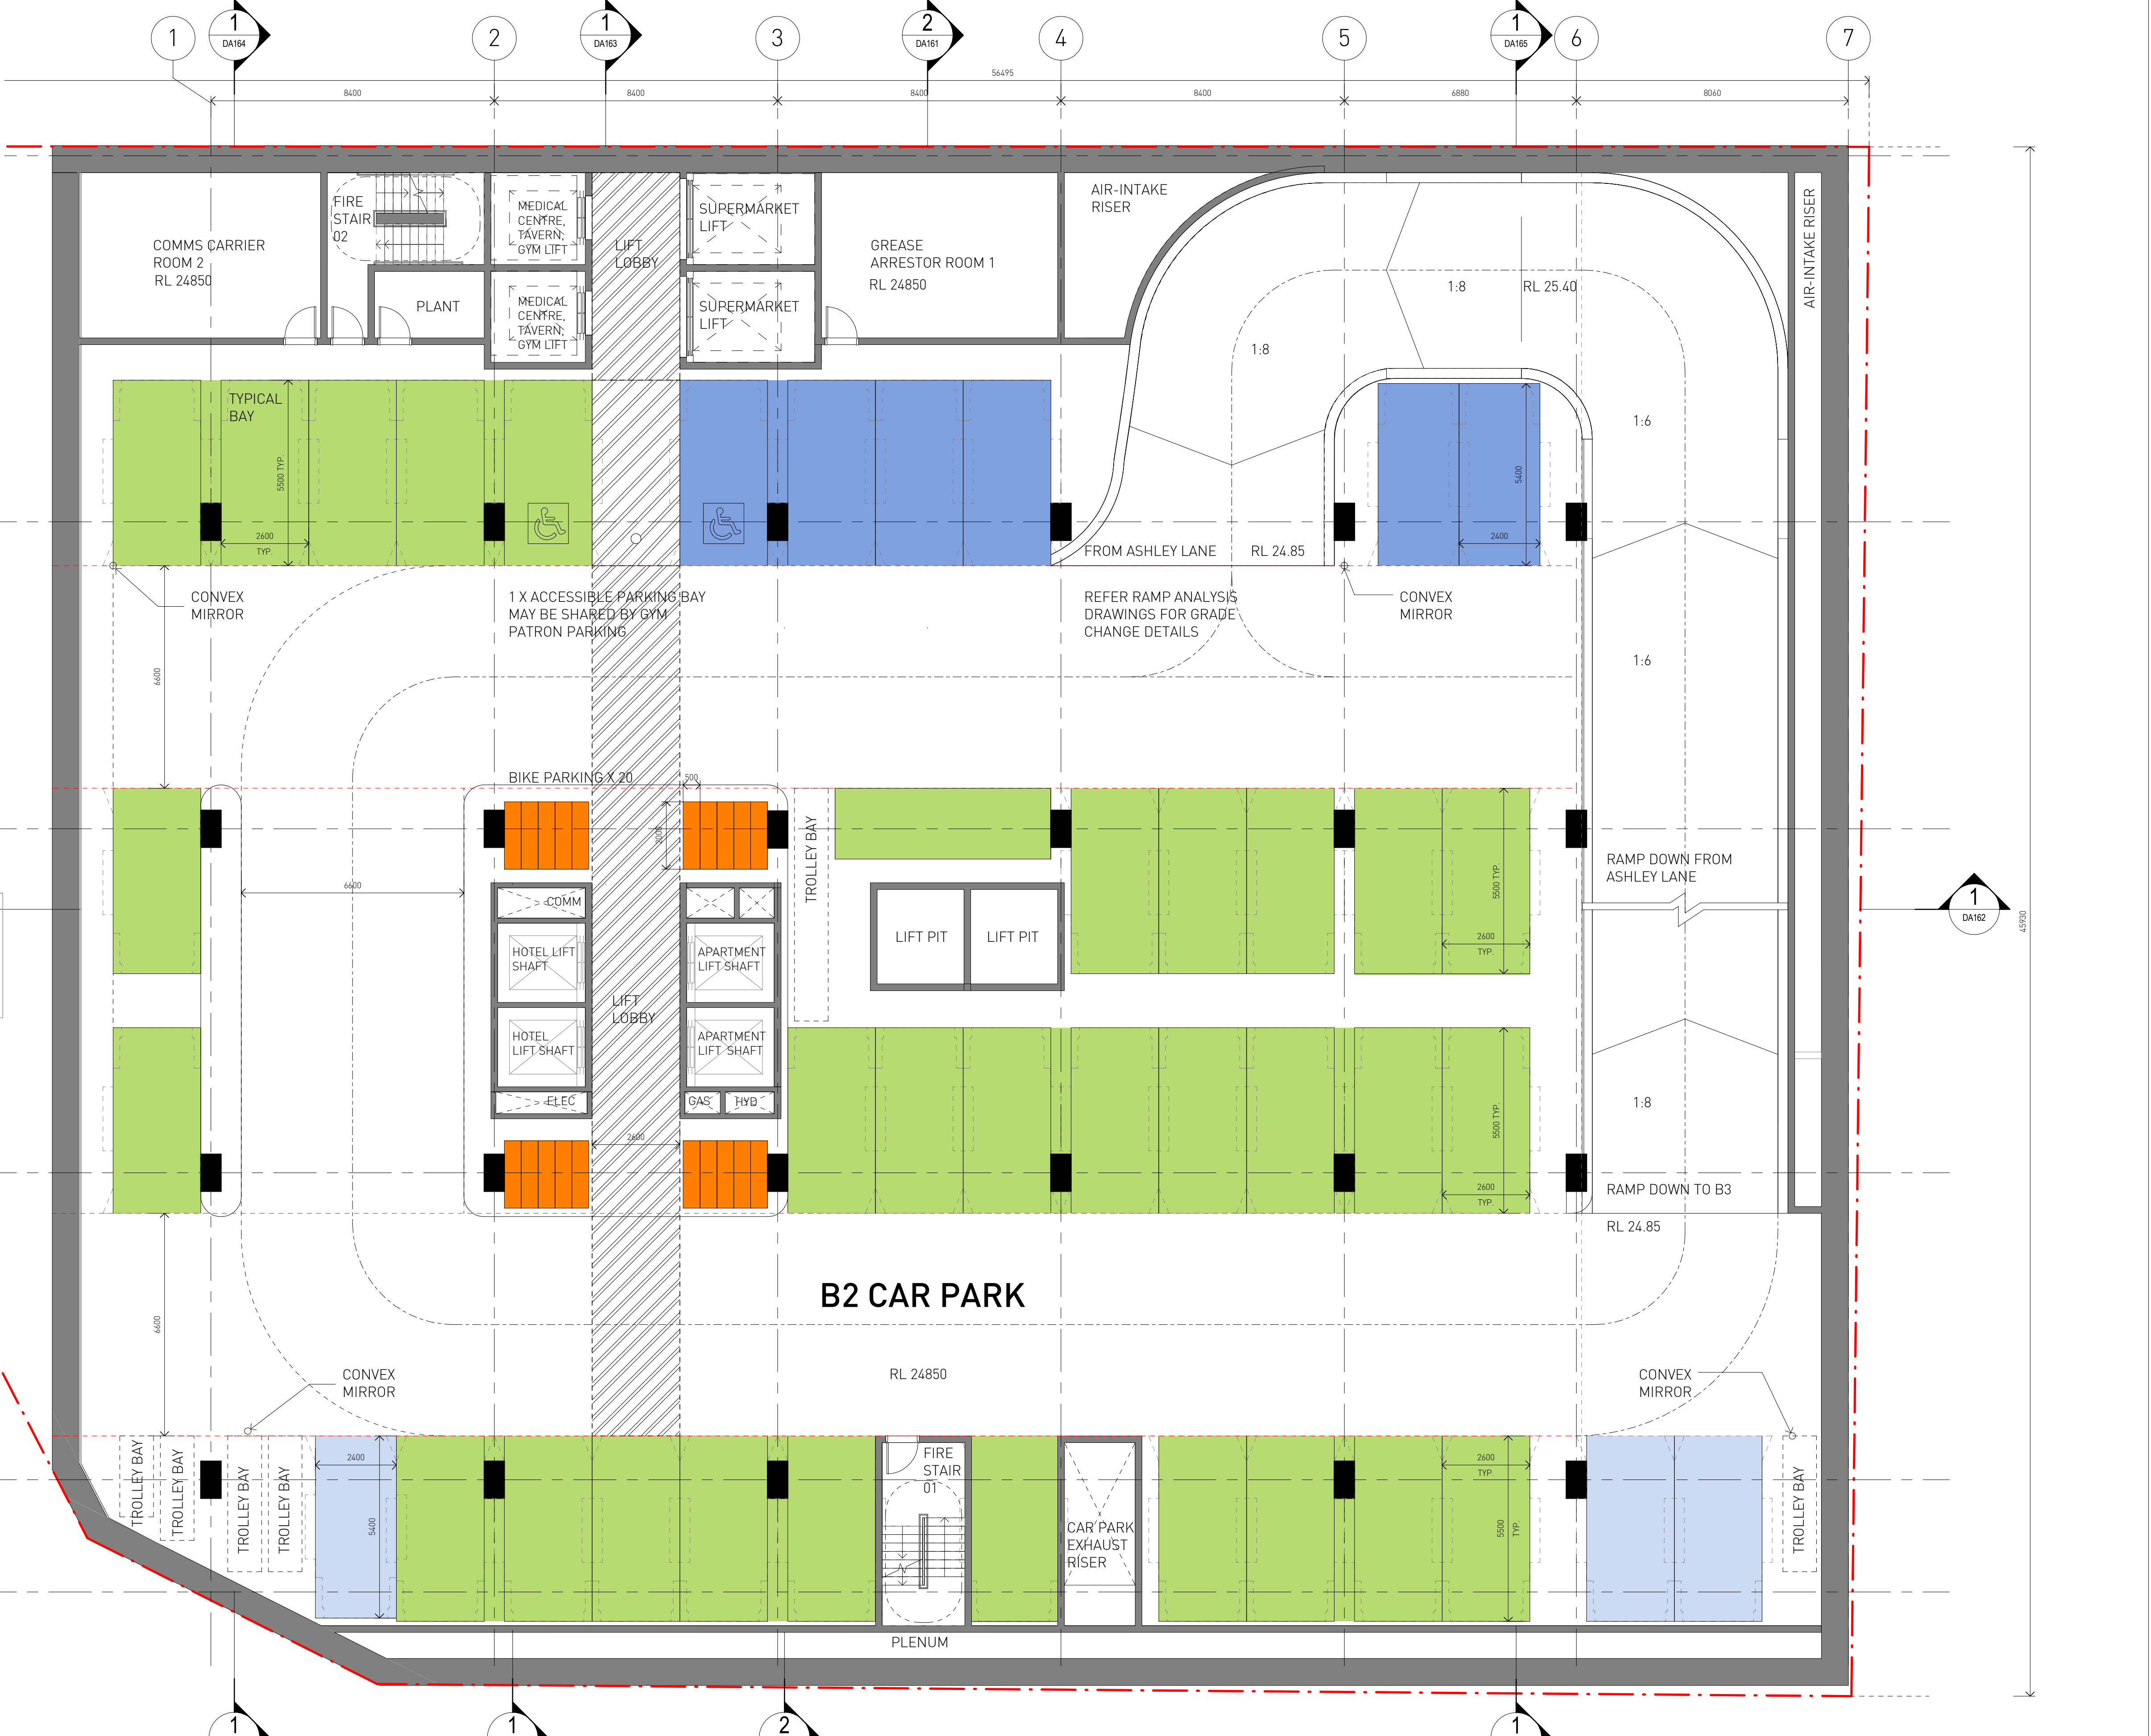 1
1
DA164
2
1
DA163
3
2
DA161
4
5
1
DA165
6
7
56495
8400
8400
8400
8400
6880
8060
FIRE
STAIR
02
COMMS CARRIER
ROOM 2
RL 24850
PLANT
MEDICAL
CENTRE,
TAVERN,
GYM LIFT
MEDICAL
CENTRE,
TAVERN,
GYM LIFT
LIFT
LOBBY
SUPERMARKET
LIFT
SUPERMARKET
LIFT
GREASE
ARRESTOR ROOM 1
RL 24850
AIR-INTAKE
RISER
AIR-INTAKE RISER
1:8
RL 25.40
1:8
1:6
TYPICAL
BAY
5500 TYP.
2600
TYP.
5400
2400
FROM ASHLEY LANE
RL 24.85
CONVEX
MIRROR
1 X ACCESSIBLE PARKING BAY
MAY BE SHARED BY GYM
PATRON PARKING
REFER RAMP ANALYSIS
DRAWINGS FOR GRADE
CHANGE DETAILS
CONVEX
MIRROR
6600
1:6
BIKE PARKING X 20
500
2000
TROLLEY BAY
6600
COMM
HOTEL LIFT
SHAFT
APARTMENT
LIFT SHAFT
LIFT PIT
LIFT PIT
5500 TYP.
2600
TYP.
RAMP DOWN FROM
ASHLEY LANE
1
DA162
45930
LIFT
LOBBY
HOTEL
LIFT SHAFT
APARTMENT
LIFT SHAFT
ELEC
GAS
HYD
2600
5500 TYP.
2600
TYP.
1:8
RAMP DOWN TO B3
RL 24.85
6600
B2 CAR PARK
RL 24850
CONVEX
MIRROR
CONVEX
MIRROR
TROLLEY BAY
TROLLEY BAY
TROLLEY BAY
TROLLEY BAY
2400
5400
FIRE
STAIR
01
CAR PARK
EXHAUST
RISER
2600
TYP.
5500
TYP.
TROLLEY BAY
PLENUM
1
1
2
1